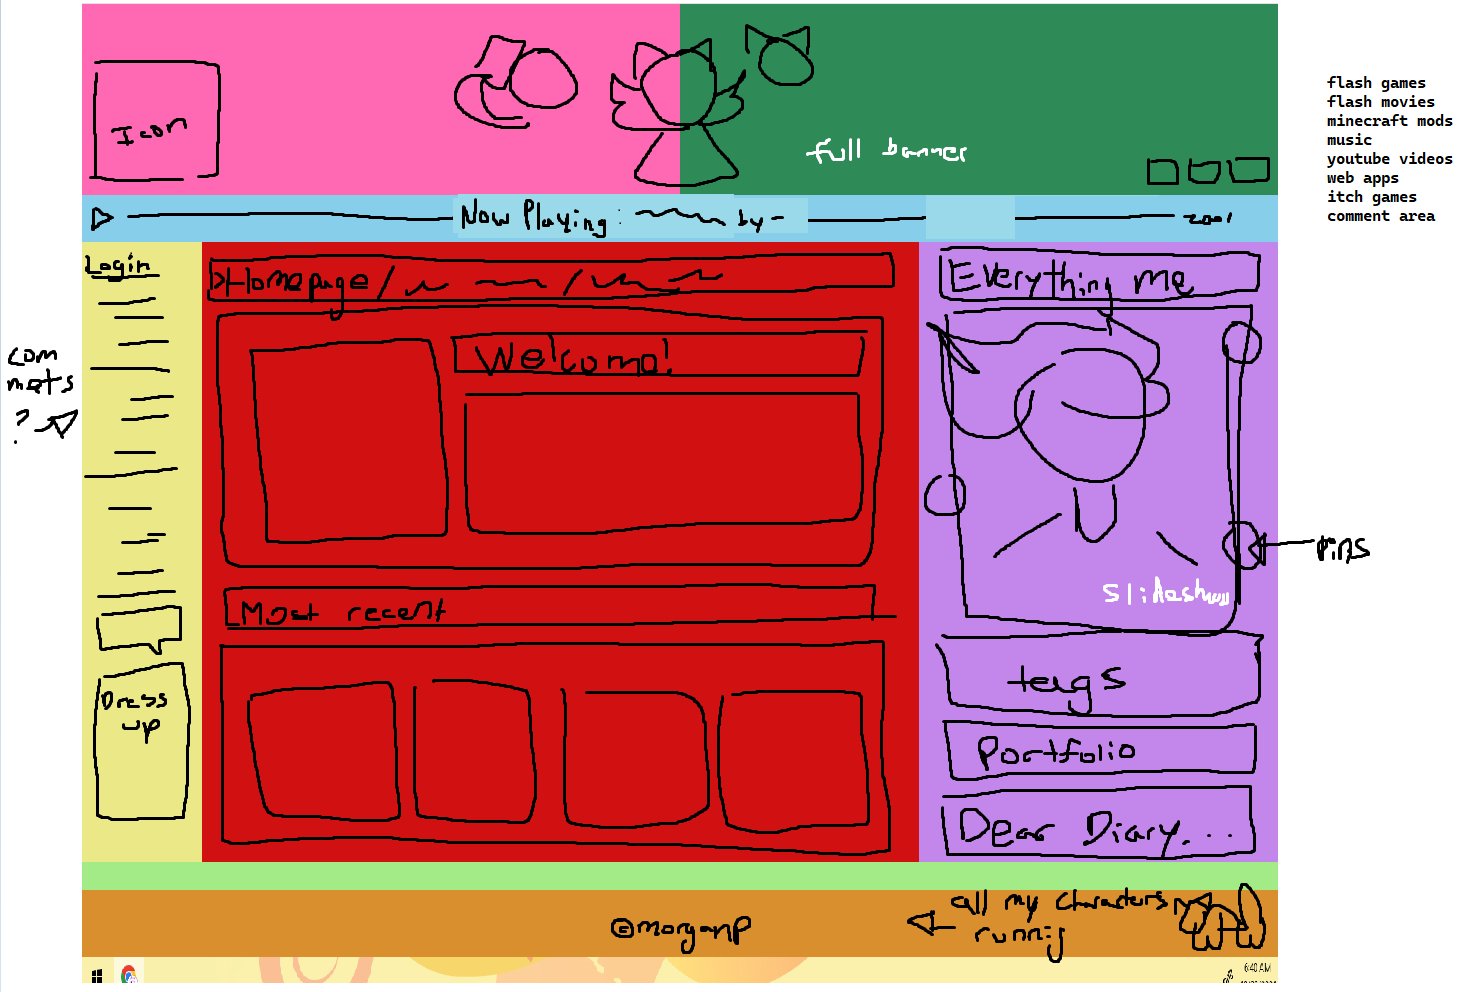 flash games
flash movies
minecraft mods
music
youtube videos
web apps
itch games
comment area
Icon
full banner
Now Playing: by -
2001
Login
>Homepage/ /
Everything me
Welcome!
com
mets
?
pins
Slideshow
Most recent
Dress
up
tags
Portfolio
Dear Diary...
all my characters
runnig
©morganp
6:40 AM